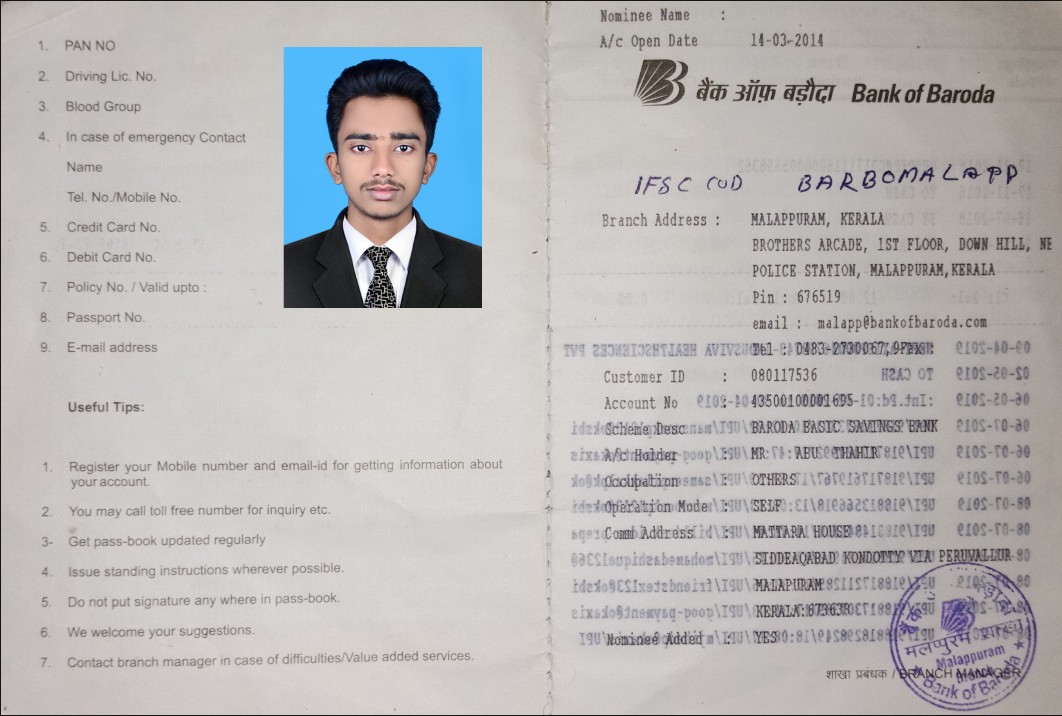 1. PAN NO
2. Driving Lic. No.
3. Blood Group
4. In case of emergency Contact
Name
Tel. No./Mobile No.
5. Credit Card No.
6. Debit Card No.
7. Policy No. / Valid upto :
8. Passport No.
9. E-mail address
Useful Tips:
1. Register your Mobile number and email-id for getting information about
your account.
2. You may call toll free number for inquiry etc.
3- Get pass-book updated regularly
4. Issue standing instructions wherever possible.
5. Do not put signature any where in pass-book.
6. We welcome your suggestions.
7. Contact branch manager in case of difficulties/Value added services.
Nominee Name :
A/c Open Date 14-03-2014
बैंक ऑफ़ बड़ौदा Bank of Baroda
IFSC COD BARBOMALAPP
Branch Address : MALAPPURAM, KERALA
BROTHERS ARCADE, 1ST FLOOR, DOWN HILL, NE
POLICE STATION, MALAPPURAM,KERALA
Pin : 676519
email : malapp@bankofbaroda.com
Tel : 0483-2730067,9Fax :
Customer ID : 080117536
Account No : 43500100001695
Scheme Desc : BARODA BASIC SAVINGS BANK
A/c Holder : MR ABU THAHIR
Occupation : OTHERS
Operation Mode : SELF
Comm Address : MATTARA HOUSE
SIDDEAQABAD KONDOTTY VIA PERUVALLUR
MALAPURAM
KERALA 673638
Nominee Added : YES
शाखा प्रबंधक / BRANCH MANAGER
मलप्पुरम शाखा
Malappuram
Branch
Bank of Baroda